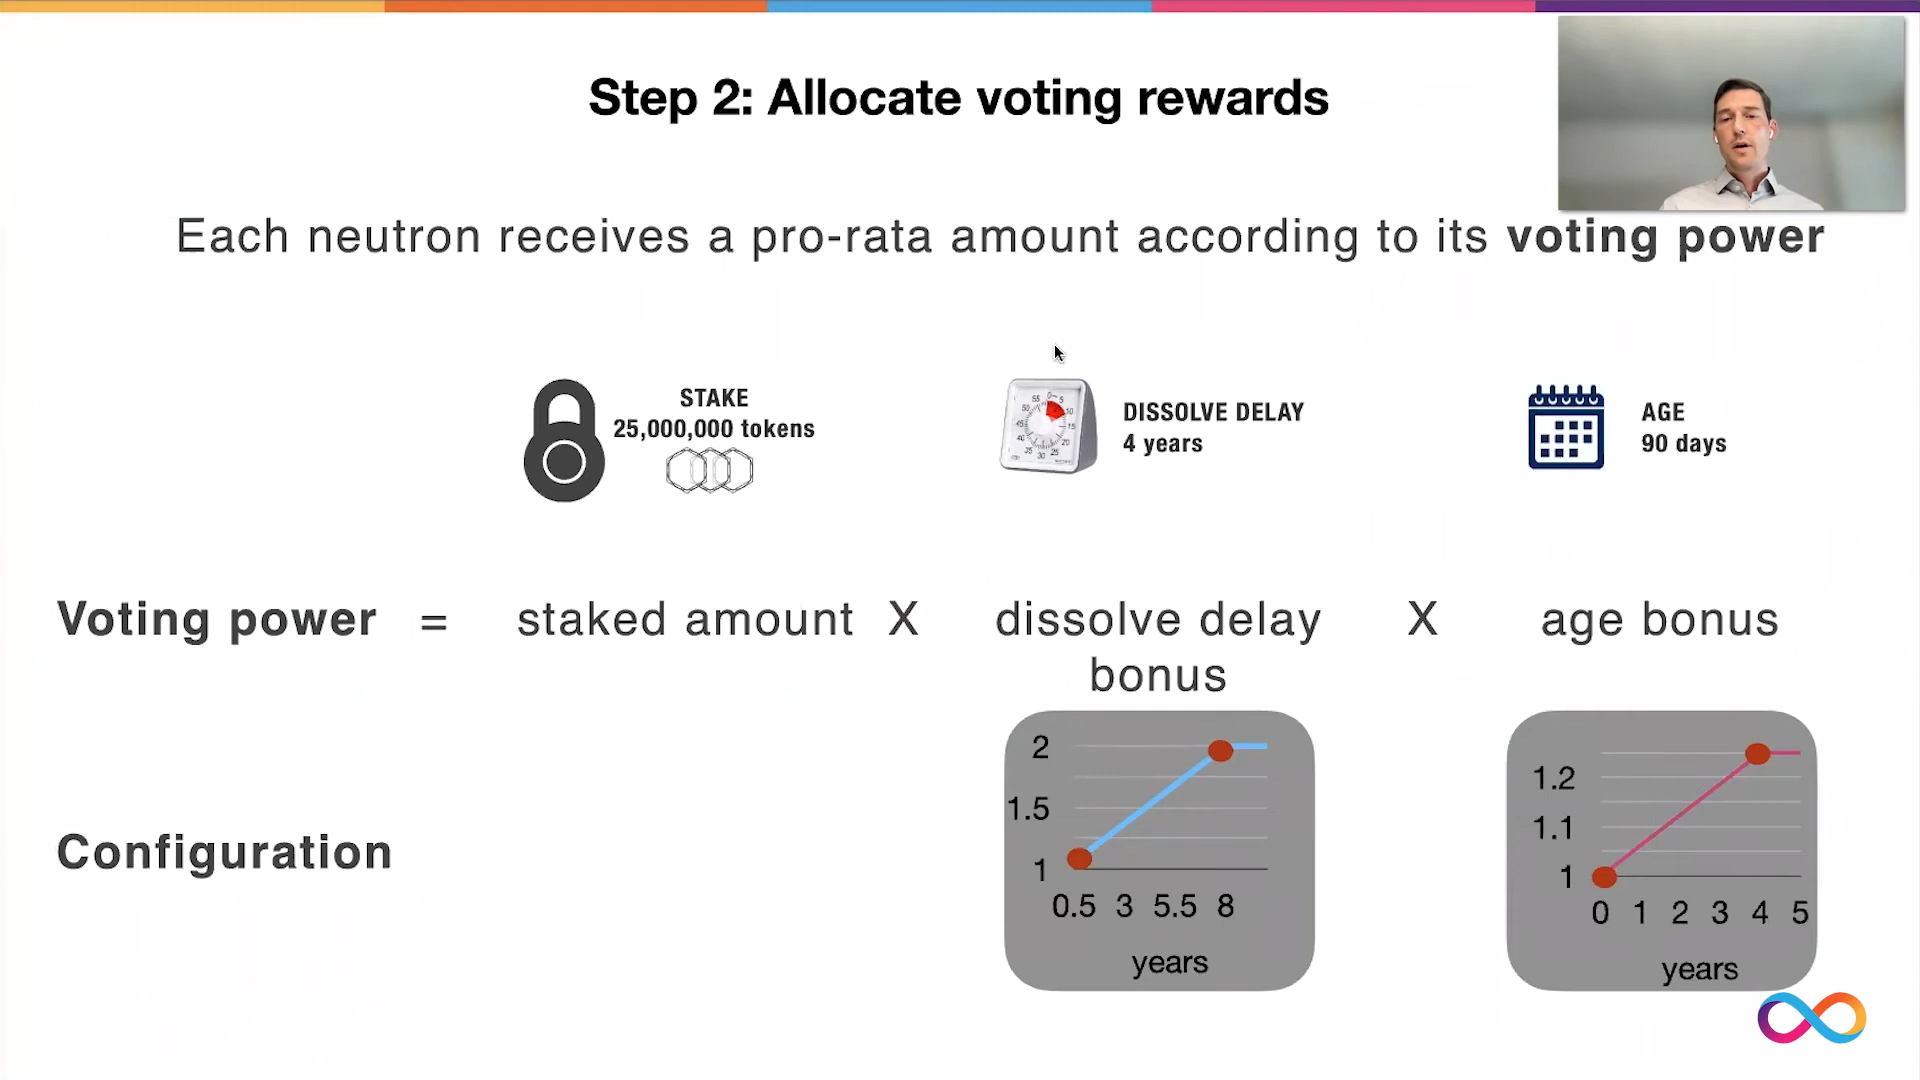 Step 2: Allocate voting rewards
Each neutron receives a pro-rata amount according to its voting power
STAKE
25,000,000 tokens
DISSOLVE DELAY
4 years
AGE
90 days
Voting power = staked amount X dissolve delay X age bonus
bonus
Configuration
2
1.5
1
0.5 3 5.5 8
years
1.2
1.1
1
0 1 2 3 4 5
years